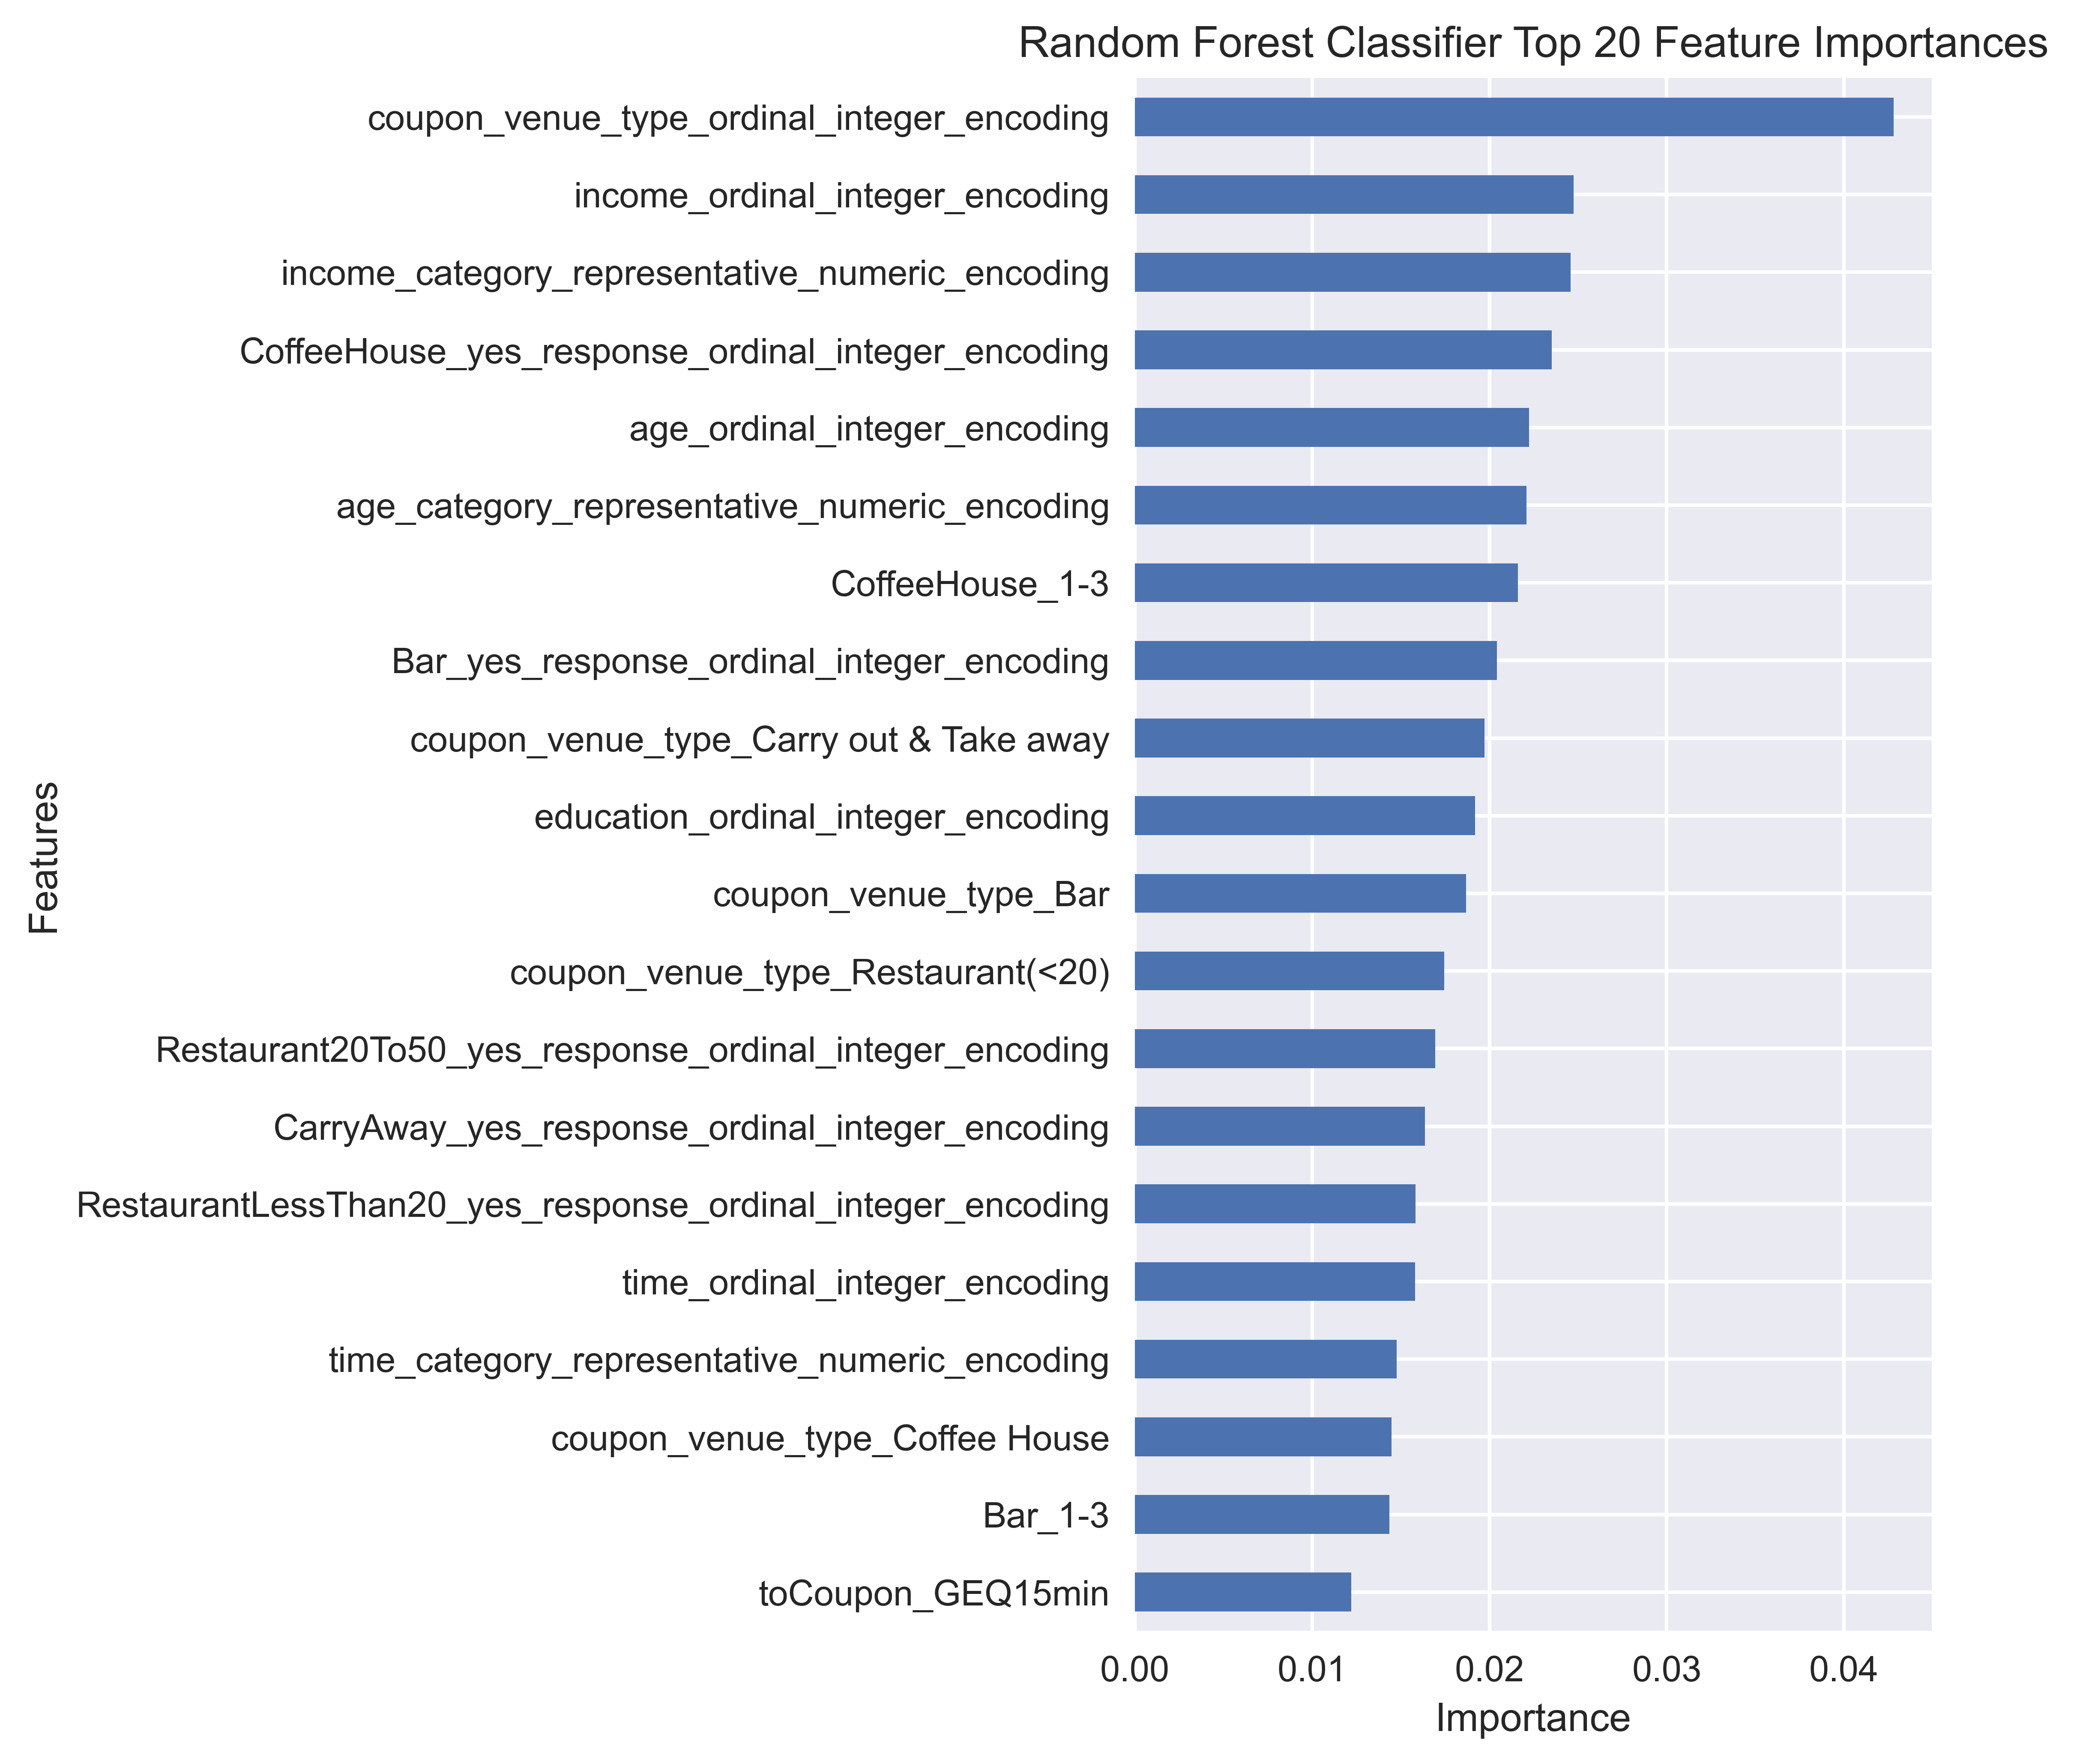 Random Forest Classifier Top 20 Feature Importances
coupon_venue_type_ordinal_integer_encoding
income_ordinal_integer_encoding
income_category_representative_numeric_encoding
CoffeeHouse_yes_response_ordinal_integer_encoding
age_ordinal_integer_encoding
age_category_representative_numeric_encoding
CoffeeHouse_1-3
Bar_yes_response_ordinal_integer_encoding
coupon_venue_type_Carry out & Take away
education_ordinal_integer_encoding
coupon_venue_type_Bar
coupon_venue_type_Restaurant(<20)
Restaurant20To50_yes_response_ordinal_integer_encoding
CarryAway_yes_response_ordinal_integer_encoding
RestaurantLessThan20_yes_response_ordinal_integer_encoding
time_ordinal_integer_encoding
time_category_representative_numeric_encoding
coupon_venue_type_Coffee House
Bar_1-3
toCoupon_GEQ15min
Features
0.00 0.01 0.02 0.03 0.04
Importance